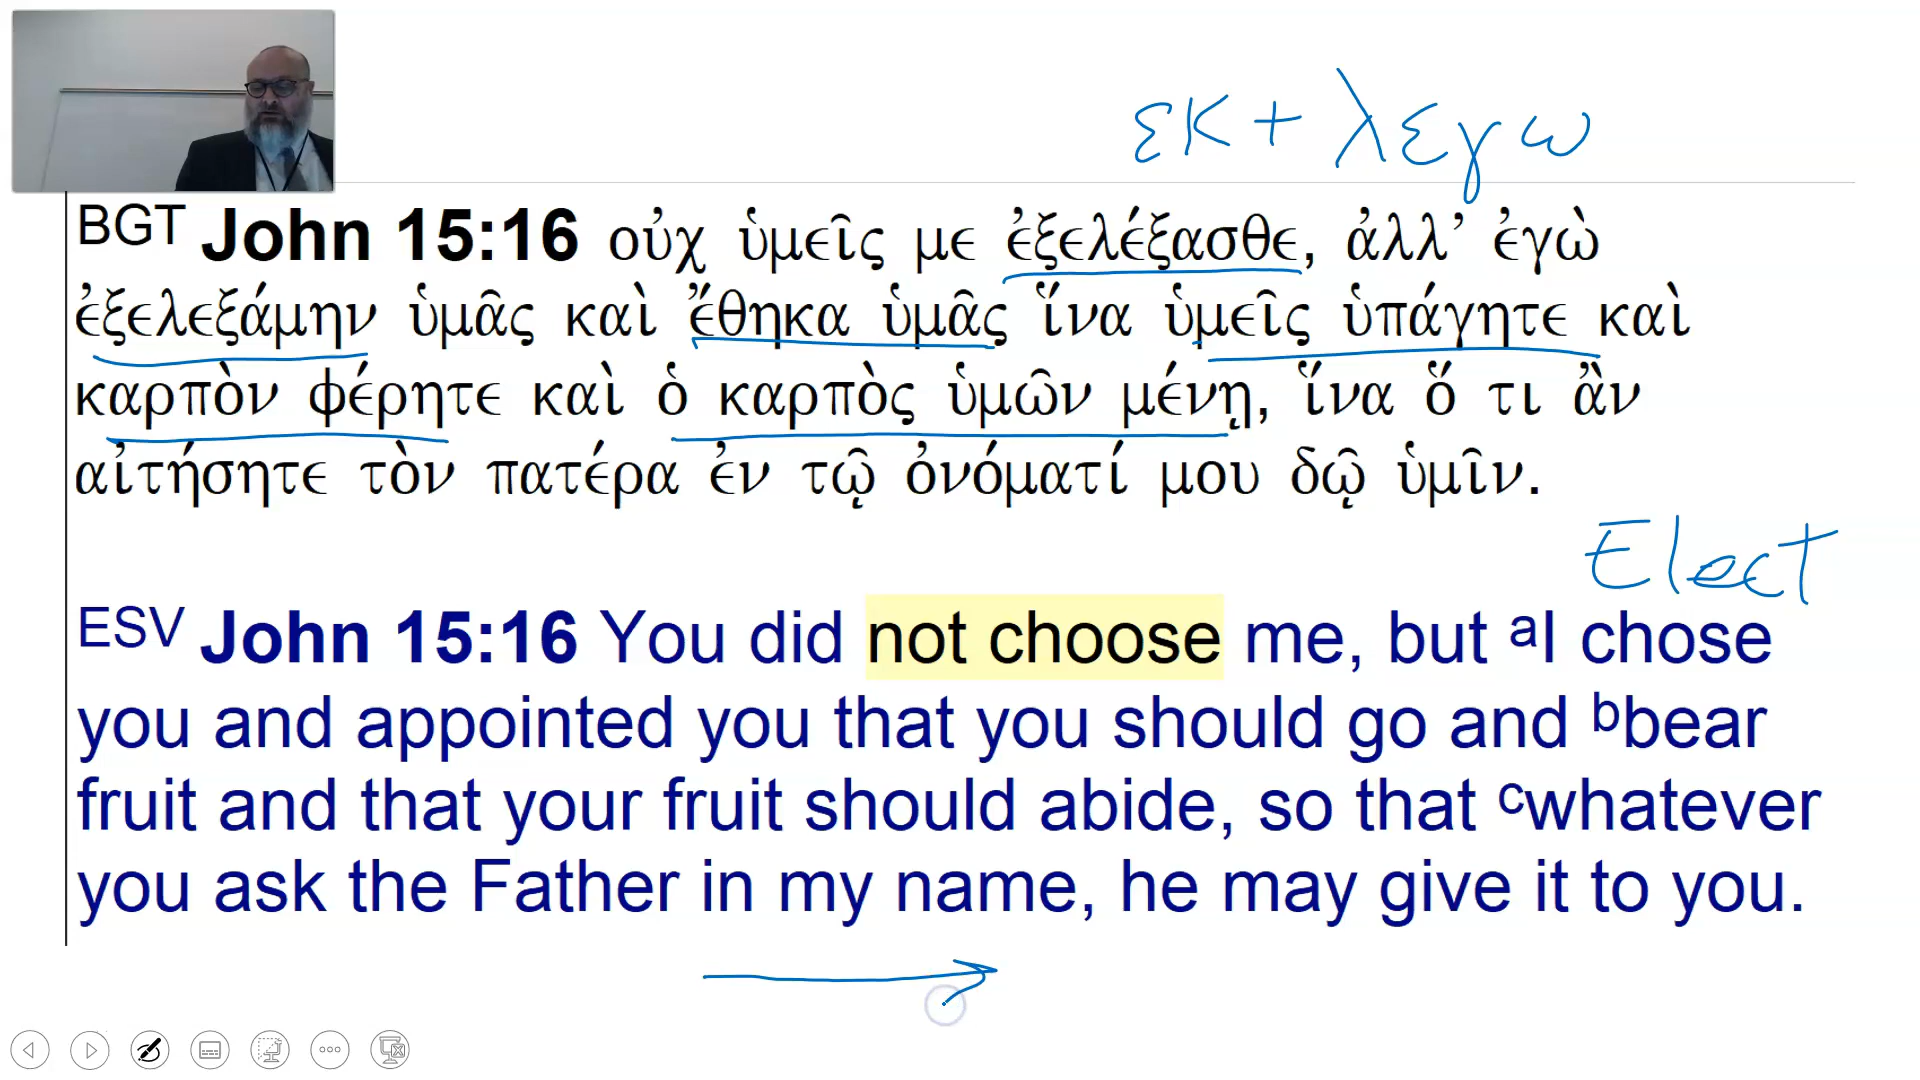 εκ + λεγω
BGT John 15:16 οὐχ ὑμεῖς με ἐξελέξασθε, ἀλλ’ ἐγὼ
ἐξελεξάμην ὑμᾶς καὶ ἔθηκα ὑμᾶς ἵνα ὑμεῖς ὑπάγητε καὶ
καρπὸν φέρητε καὶ ὁ καρπὸς ὑμῶν μένῃ, ἵνα ὅ τι ἂν
αἰτήσητε τὸν πατέρα ἐν τῷ ὀνόματί μου δῷ ὑμῖν.
Elect
ESV John 15:16 You did not choose me, but aI chose
you and appointed you that you should go and bbear
fruit and that your fruit should abide, so that cwhatever
you ask the Father in my name, he may give it to you.